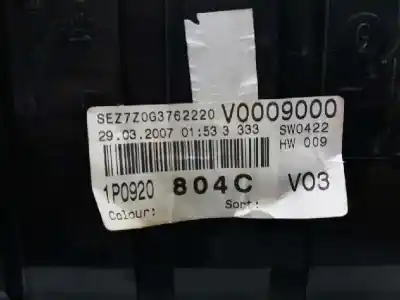 SEZ7Z0G3762220 V0009000
29.03.2007 01:53 3 333 SW0422
HW 009
1P0920 804C V03
Colour: Sort: